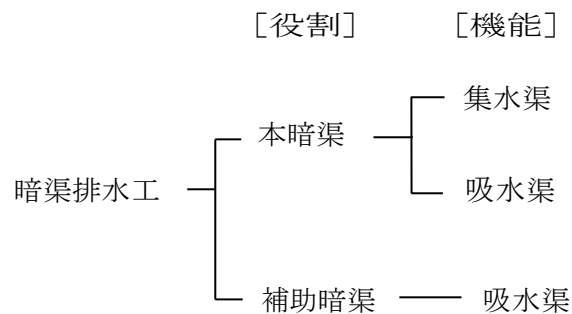 ［役割］ ［機能］
集水渠
本暗渠
暗渠排水工
吸水渠
補助暗渠 吸水渠